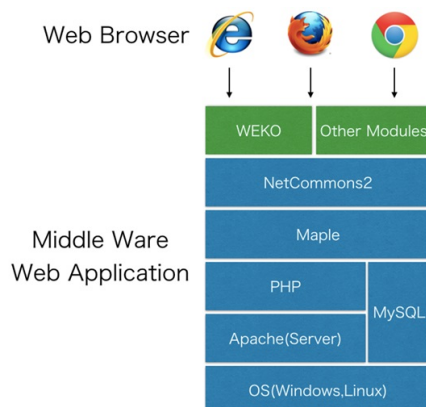 Web Browser
WEKO
Other Modules
NetCommons2
Maple
Middle Ware
Web Application
PHP
MySQL
Apache(Server)
OS(Windows,Linux)